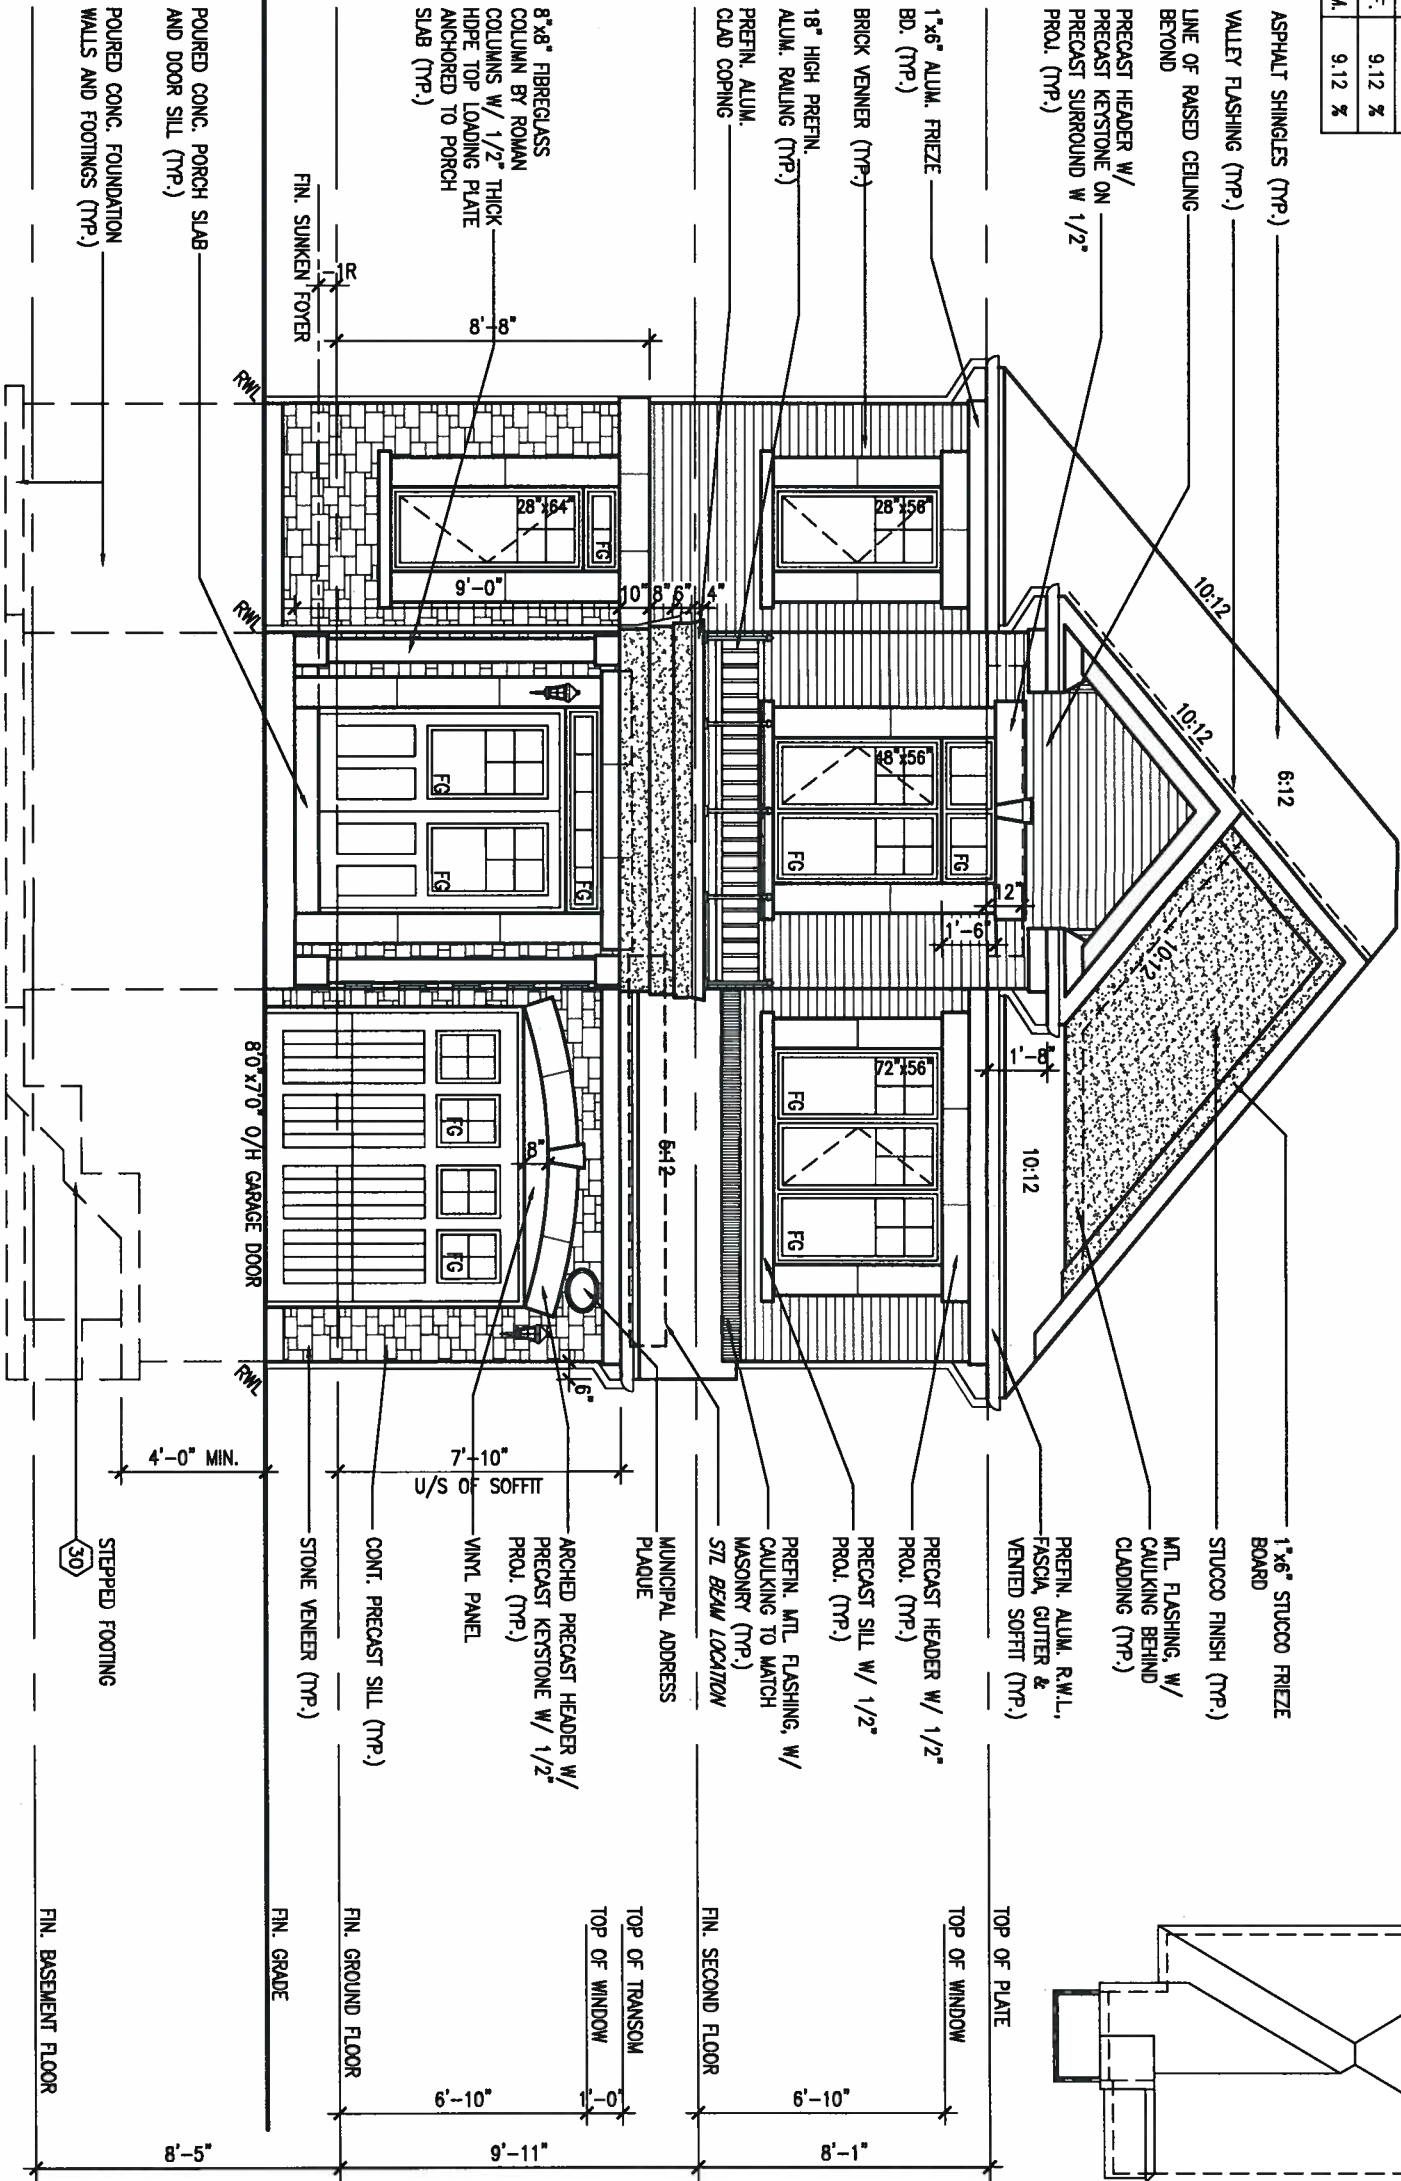 F.
9.12 %
M.
9.12 %
ASPHALT SHINGLES (TYP.)
VALLEY FLASHING (TYP.)
LINE OF RAISED CEILING
BEYOND
PRECAST HEADER W/
PRECAST KEYSTONE ON
PRECAST SURROUND W 1/2"
PROJ. (TYP.)
1"x6" ALUM. FRIEZE
BD. (TYP.)
BRICK VENNER (TYP.)
18" HIGH PREFIN.
ALUM. RAILING (TYP.)
PREFIN. ALUM.
CLAD COPING
8"x8" FIBREGLASS
COLUMN BY ROMAN
COLUMNS W/ 1/2" THICK
HDPE TOP LOADING PLATE
ANCHORED TO PORCH
SLAB (TYP.)
FIN. SUNKEN FOYER
POURED CONC. PORCH SLAB
AND DOOR SILL (TYP.)
POURED CONC. FOUNDATION
WALLS AND FOOTINGS (TYP.)
-1R
8'-8"
RWL
RWL
RWL
10:12
10:12
6:12
10:12
10:12
5:12
28"x56"
48"x56"
72"x56"
28"x64"
FG
FG
FG
FG
FG
FG
FG
FG
FG
FG
FG
12"
1'-6"
1'-8"
9'-0"
10"
8"
6"
4"
8"
6"
8'0"x7'0" O/H GARAGE DOOR
4'-0" MIN.
7'-10"
U/S OF SOFFIT
1"x6" STUCCO FRIEZE
BOARD
STUCCO FINISH (TYP.)
MTL FLASHING, W/
CAULKING BEHIND
CLADDING (TYP.)
PREFIN. ALUM. R.W.L.,
FASCIA, GUTTER &
VENTED SOFFIT (TYP.)
PRECAST HEADER W/ 1/2"
PROJ. (TYP.)
PRECAST SILL W/ 1/2"
PROJ. (TYP.)
PREFIN. MTL FLASHING, W/
CAULKING TO MATCH
MASONRY (TYP.)
STL BEAM LOCATION
MUNICIPAL ADDRESS
PLAQUE
ARCHED PRECAST HEADER W/
PRECAST KEYSTONE W/ 1/2"
PROJ. (TYP.)
VINYL PANEL
CONT. PRECAST SILL (TYP.)
STONE VENEER (TYP.)
STEPPED FOOTING
30
TOP OF PLATE
TOP OF WINDOW
FIN. SECOND FLOOR
TOP OF TRANSOM
TOP OF WINDOW
FIN. GROUND FLOOR
FIN. GRADE
FIN. BASEMENT FLOOR
6'-10"
1'-0"
6'-10"
8'-1"
9'-11"
8'-5"